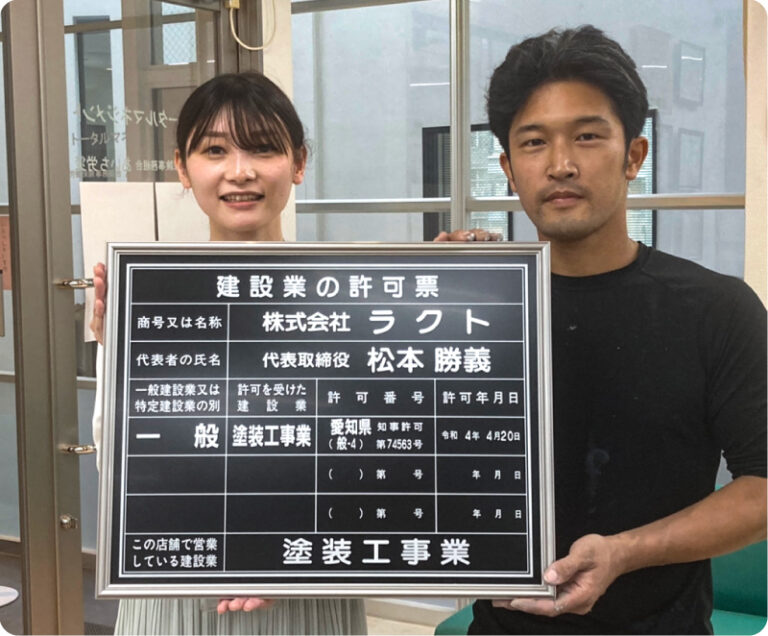 建設業の許可票
商号又は名称 株式会社 ラクト
代表者の氏名 代表取締役 松本 勝義
一般建設業又は
特定建設業の別
許可を受けた
建設業
許可番号
許可年月日
一般
塗装工事業
愛知県 知事許可
(般-4) 第74563号
令和 4年 4月20日
( ) 第 号
年 月 日
( ) 第 号
年 月 日
この店舗で営業
している建設業
塗装工事業